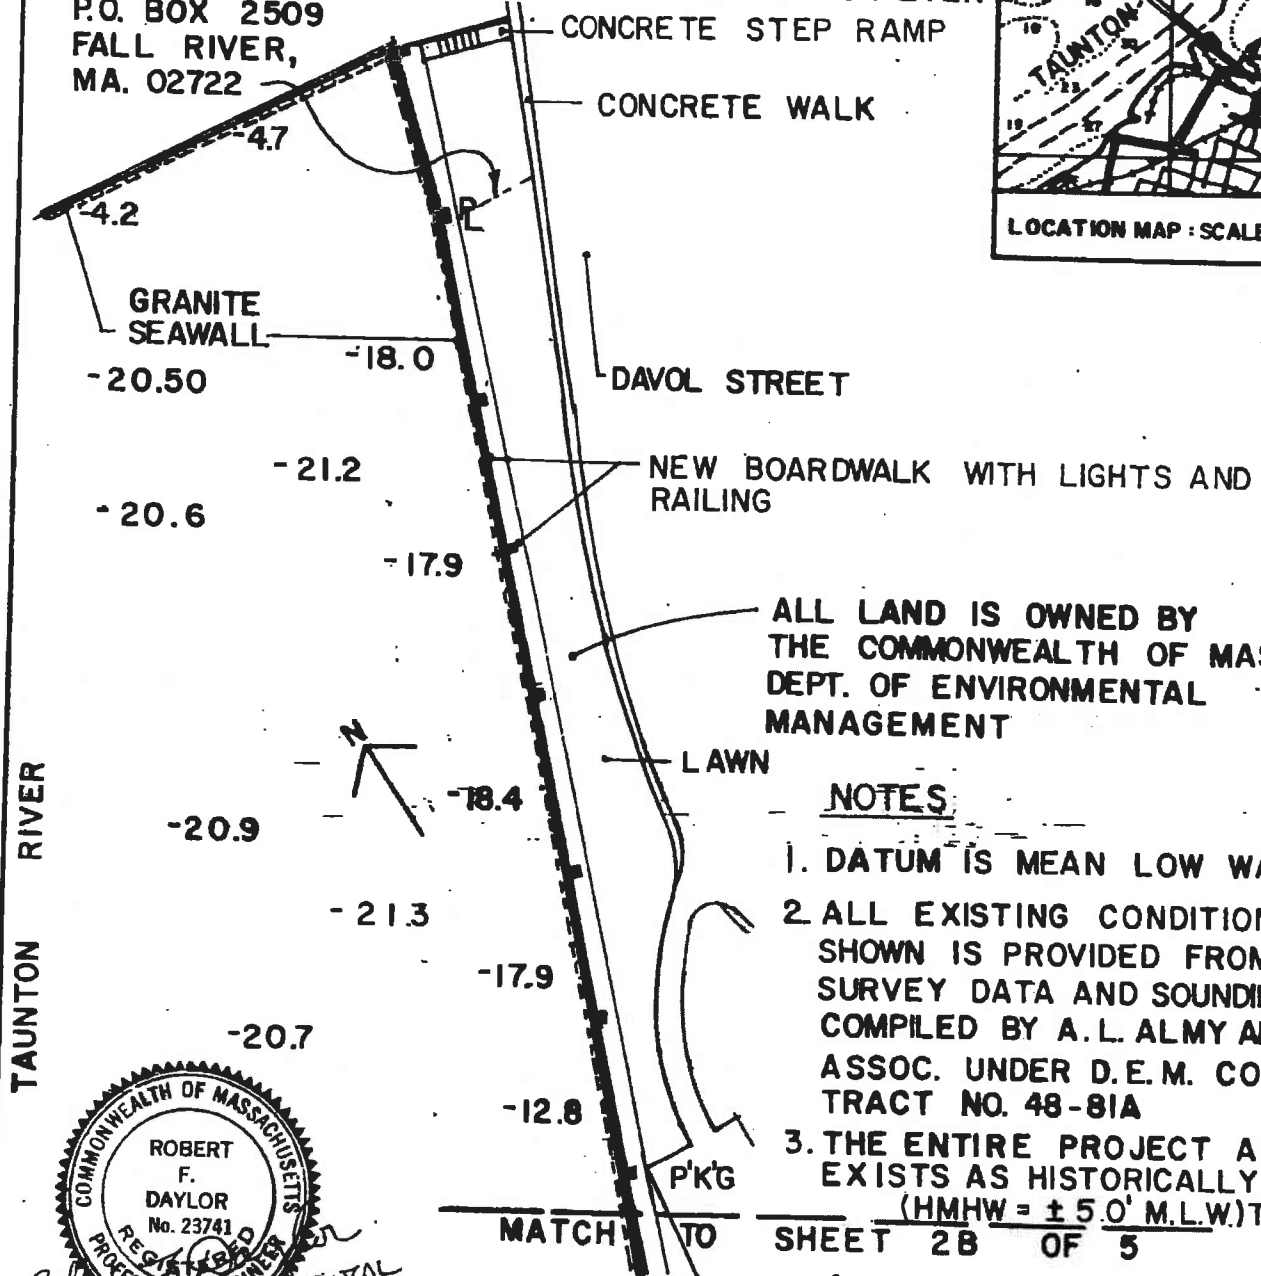 P.O. BOX 2509
FALL RIVER,
MA. 02722
CONCRETE STEP RAMP
CONCRETE WALK
TAUNTON
LOCATION MAP : SCALE
-4.7
-4.2
PL
GRANITE
SEAWALL
-18.0
-20.50
DAVOL STREET
-21.2
NEW BOARDWALK WITH LIGHTS AND
RAILING
-20.6
-17.9
ALL LAND IS OWNED BY
THE COMMONWEALTH OF MAS
DEPT. OF ENVIRONMENTAL
MANAGEMENT
N
LAWN
-18.4
-20.9
TAUNTON RIVER
NOTES
1. DATUM IS MEAN LOW WA
-21.3
2. ALL EXISTING CONDITION
SHOWN IS PROVIDED FROM
SURVEY DATA AND SOUNDI
COMPILED BY A. L. ALMY A
ASSOC. UNDER D. E. M. CO
TRACT NO. 48-81A
3. THE ENTIRE PROJECT A
EXISTS AS HISTORICALLY
(HMHW = ± 5.0' M.L.W.)T
-17.9
-20.7
-12.8
COMMONWEALTH OF MASSACHUSETTS
ROBERT
F.
DAYLOR
No. 23741
REGISTERED
P'K'G
MATCH TO SHEET 2B OF 5